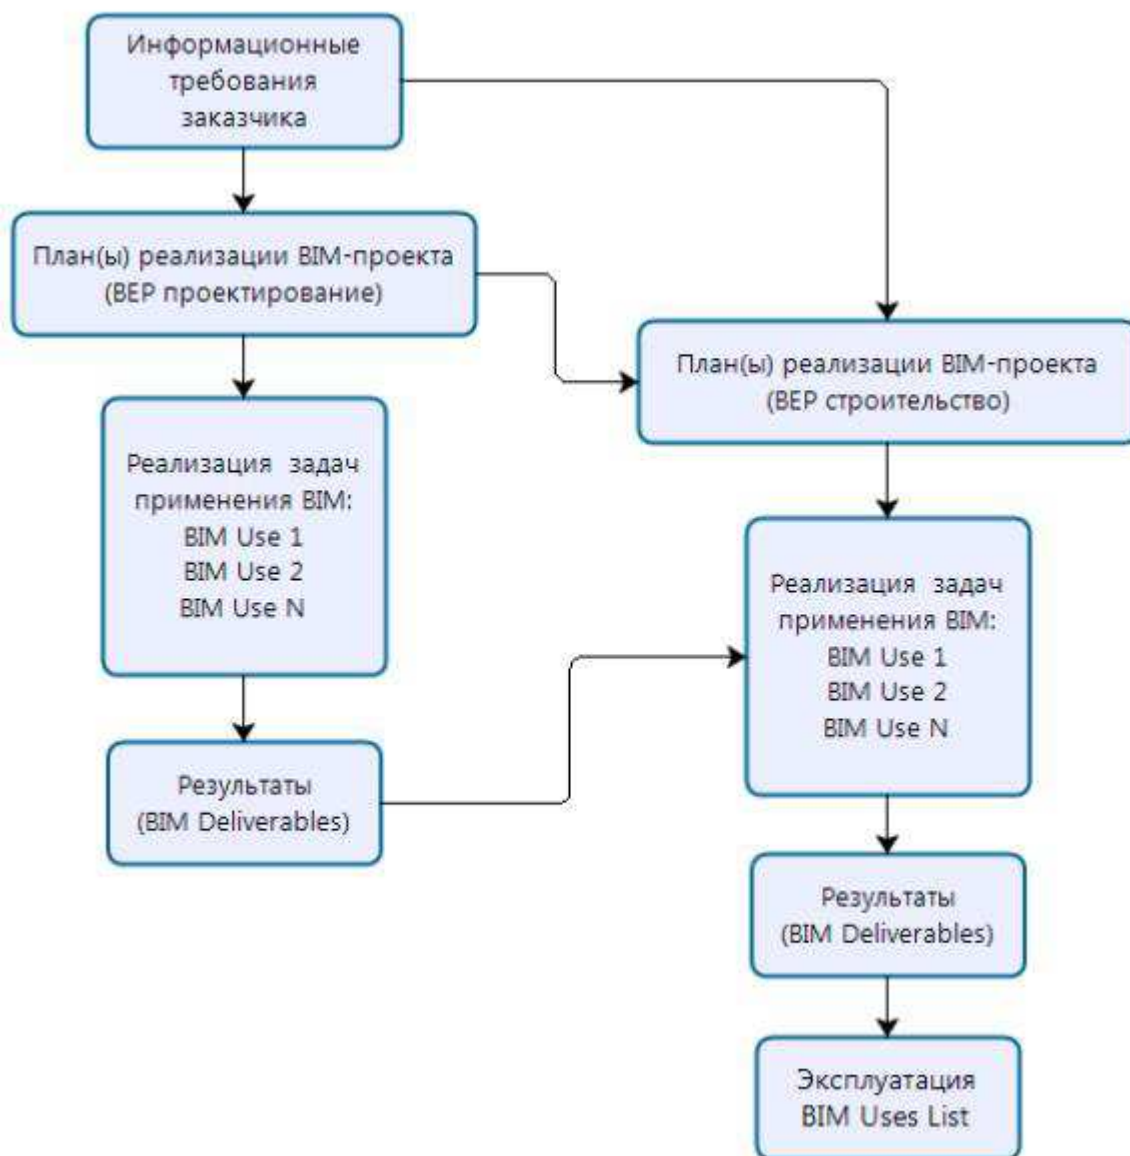 Информационные
требования
заказчика
План(ы) реализации BIM-проекта
(BEP проектирование)
План(ы) реализации BIM-проекта
(BEP строительство)
Реализация задач
применения BIM:
BIM Use 1
BIM Use 2
BIM Use N
Реализация задач
применения BIM:
BIM Use 1
BIM Use 2
BIM Use N
Результаты
(BIM Deliverables)
Результаты
(BIM Deliverables)
Эксплуатация
BIM Uses List